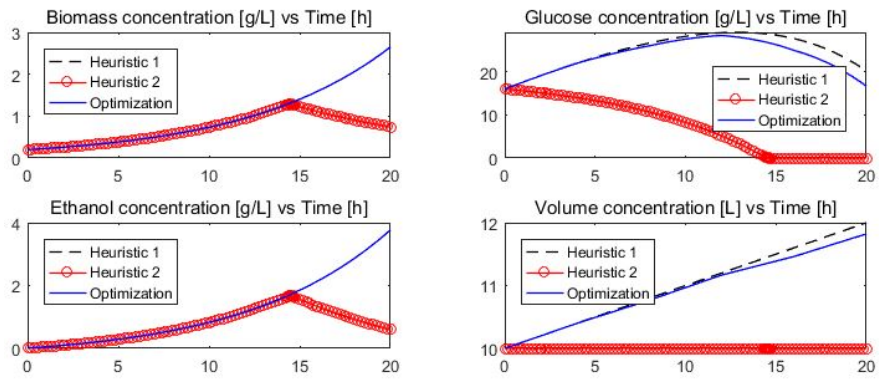 Biomass concentration [g/L] vs Time [h]
3
2
1
0
Heuristic 1
Heuristic 2
Optimization
0 5 10 15 20
Glucose concentration [g/L] vs Time [h]
20
10
0
Heuristic 1
Heuristic 2
Optimization
0 5 10 15 20
Ethanol concentration [g/L] vs Time [h]
4
2
0
Heuristic 1
Heuristic 2
Optimization
0 5 10 15 20
Volume concentration [L] vs Time [h]
12
11
10
Heuristic 1
Heuristic 2
Optimization
0 5 10 15 20